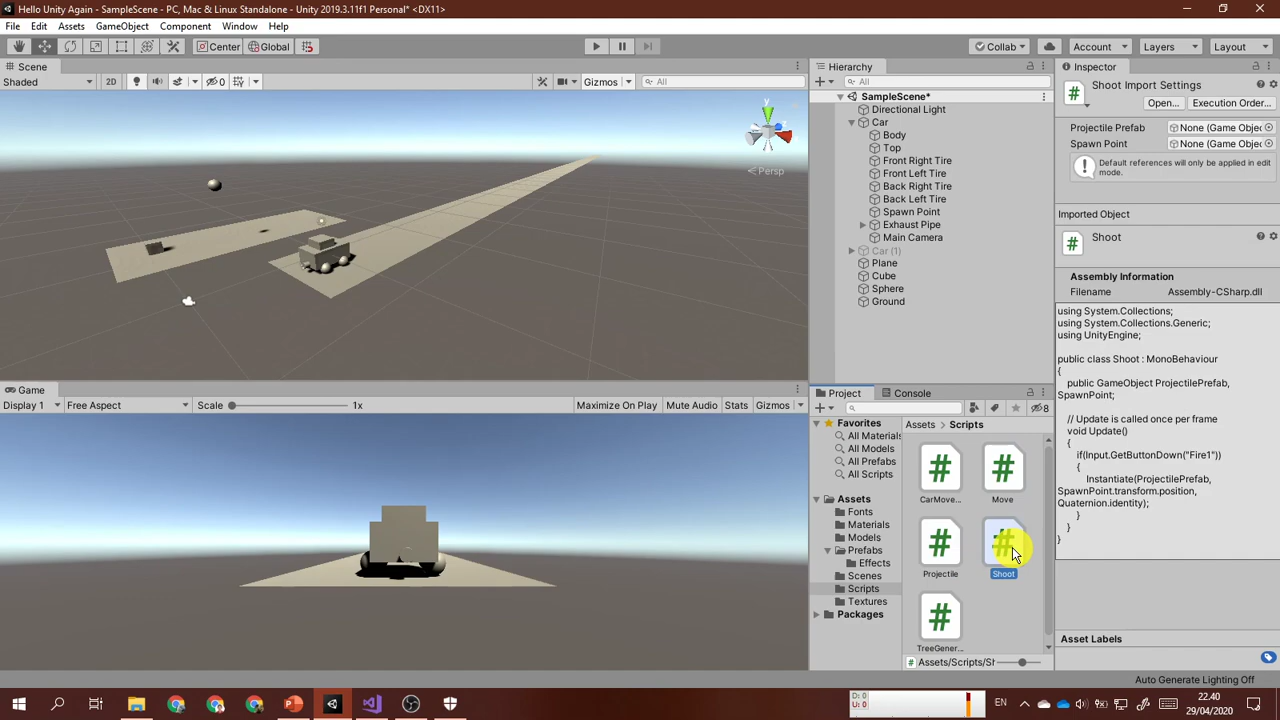 Hello Unity Again - SampleScene - PC, Mac & Linux Standalone - Unity 2019.3.11f1 Personal* <DX11>
File Edit Assets GameObject Component Window Help
Center Global Collab Account Layers Layout
Scene
Shaded 2D 0 Gizmos All
y
x
Persp
Game
Display 1 Free Aspect Scale 1x Maximize On Play Mute Audio Stats Gizmos
Hierarchy
All
SampleScene*
Directional Light
Car
Body
Top
Front Right Tire
Front Left Tire
Back Right Tire
Back Left Tire
Spawn Point
Exhaust Pipe
Main Camera
Car (1)
Plane
Cube
Sphere
Ground
Project Console
8
Favorites
All Materials
All Models
All Prefabs
All Scripts
Assets
Fonts
Materials
Models
Prefabs
Effects
Scenes
Scripts
Textures
Packages
Assets > Scripts
CarMove...
Move
Projectile
Shoot
TreeGener...
Assets/Scripts/Sh
Inspector
Shoot Import Settings
Open... Execution Order...
Projectile Prefab None (Game Objec
Spawn Point None (Game Objec
Default references will only be applied in edit
mode.
Imported Object
Shoot
Assembly Information
Filename Assembly-CSharp.dll
using System.Collections;
using System.Collections.Generic;
using UnityEngine;
public class Shoot : MonoBehaviour
{
public GameObject ProjectilePrefab,
SpawnPoint;
// Update is called once per frame
void Update()
{
if(Input.GetButtonDown("Fire1"))
{
Instantiate(ProjectilePrefab,
SpawnPoint.transform.position,
Quaternion.identity);
}
}
}
Asset Labels
Auto Generate Lighting Off
D: 0
U: 0
EN
22.40
29/04/2020